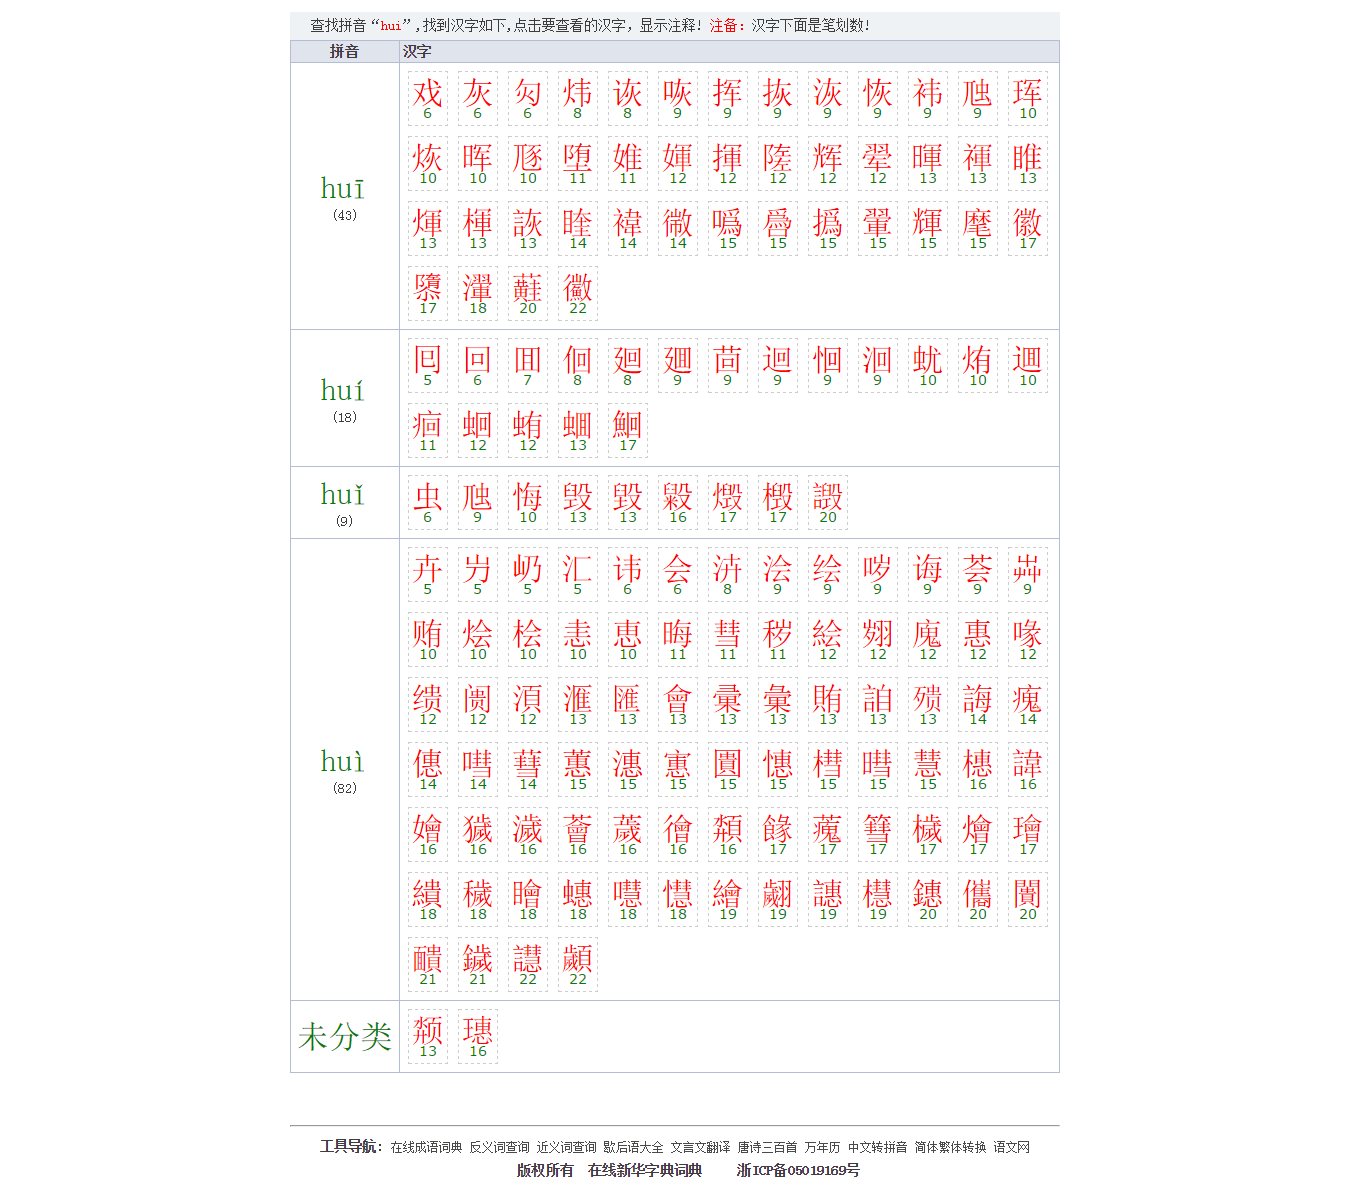 查找拼音“hui”,找到汉字如下,点击要查看的汉字，显示注释! 注备: 汉字下面是笔划数!
拼音 汉字
戏 灰 灳 炜 诙 咴 挥 拻 洃 恢 袆 虺 珲
6 6 6 8 8 9 9 9 9 9 9 9 10
烣 晖 豗 堕 婎 媈 揮 隓 辉 翚 暉 禈 睢
10 10 10 11 11 12 12 12 12 12 13 13 13
huī
(43)
煇 楎 詼 睳 褘 微 噅 噕 撝 翬 輝 麾 徽
13 13 13 14 14 14 15 15 15 15 15 15 17
隳 瀈 蘳 黴
17 18 20 22
囘 回 囬 佪 廻 廽 茴 迴 恛 洄 蚘 烠 逥
5 6 7 8 8 9 9 9 9 9 10 10 10
huí
(18)
痐 蛔 蛕 蜖 鮰
11 12 12 13 17
huǐ
(9)
虫 虺 悔 毁 毀 毇 燬 檓 譭
6 9 10 13 13 16 17 17 20
卉 屷 汇 讳 会 泋 浍 绘 哕 诲 荟 芔
5 5 5 5 6 6 8 9 9 9 9 9 9
贿 烩 桧 恚 恵 晦 彗 秽 絵 翙 廆 惠 喙
10 10 10 10 10 11 11 11 12 12 12 12 12
缋 阓 湏 滙 匯 會 彚 彙 賄 詯 殨 誨 瘣
12 12 12 13 13 13 13 13 13 13 13 14 14
huì
(82)
僡 嘒 蔧 蕙 潓 寭 圚 憓 槥 暳 慧 橞 諱
14 14 14 15 15 15 15 15 15 15 15 16 16
嬒 獩 濊 薈 薉 徻 頮 餯 蘬 篲 檅 燴 璯
16 16 16 16 16 16 16 17 17 17 17 17 17
繢 穢 曊 蟪 嚖 懳 繪 翽 譓 櫘 鏸 儶 闠
18 18 18 18 18 18 19 19 19 19 20 20 20
靧 鐬 譿 顪
21 21 22 22
未分类 颒 璤
13 16
工具导航: 在线成语词典 反义词查询 近义词查询 歇后语大全 文言文翻译 唐诗三百首 万年历 中文转拼音 简体繁体转换 语文网
版权所有 在线新华字典词典 浙ICP备05019169号